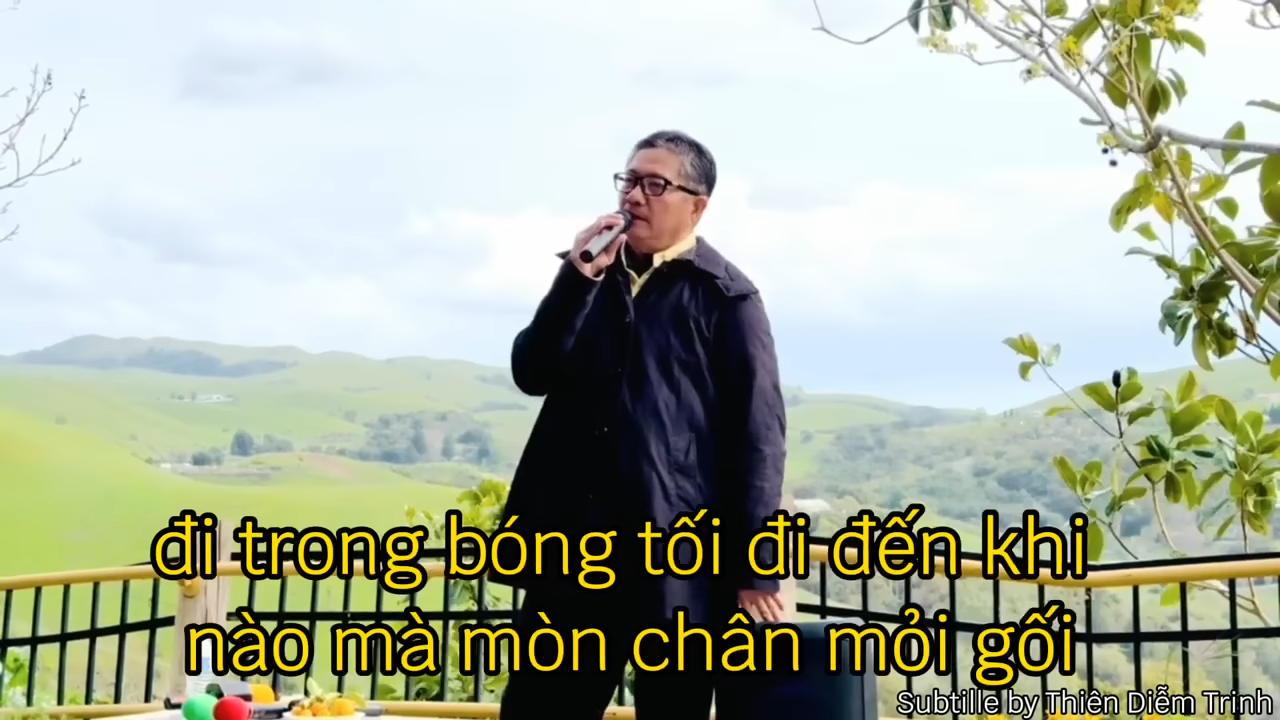 đi trong bóng tối đi đến khi
nào mà mòn chân mỏi gối
Subtille by Thiên Diễm Trinh